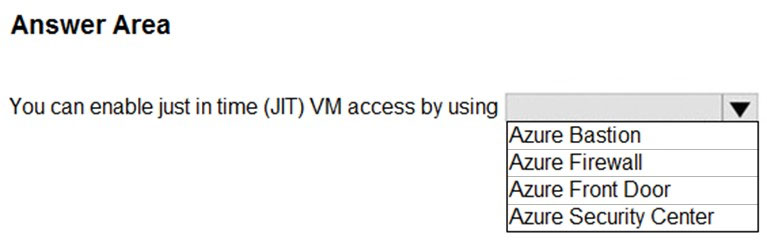 Answer Area
You can enable just in time (JIT) VM access by using
Azure Bastion
Azure Firewall
Azure Front Door
Azure Security Center